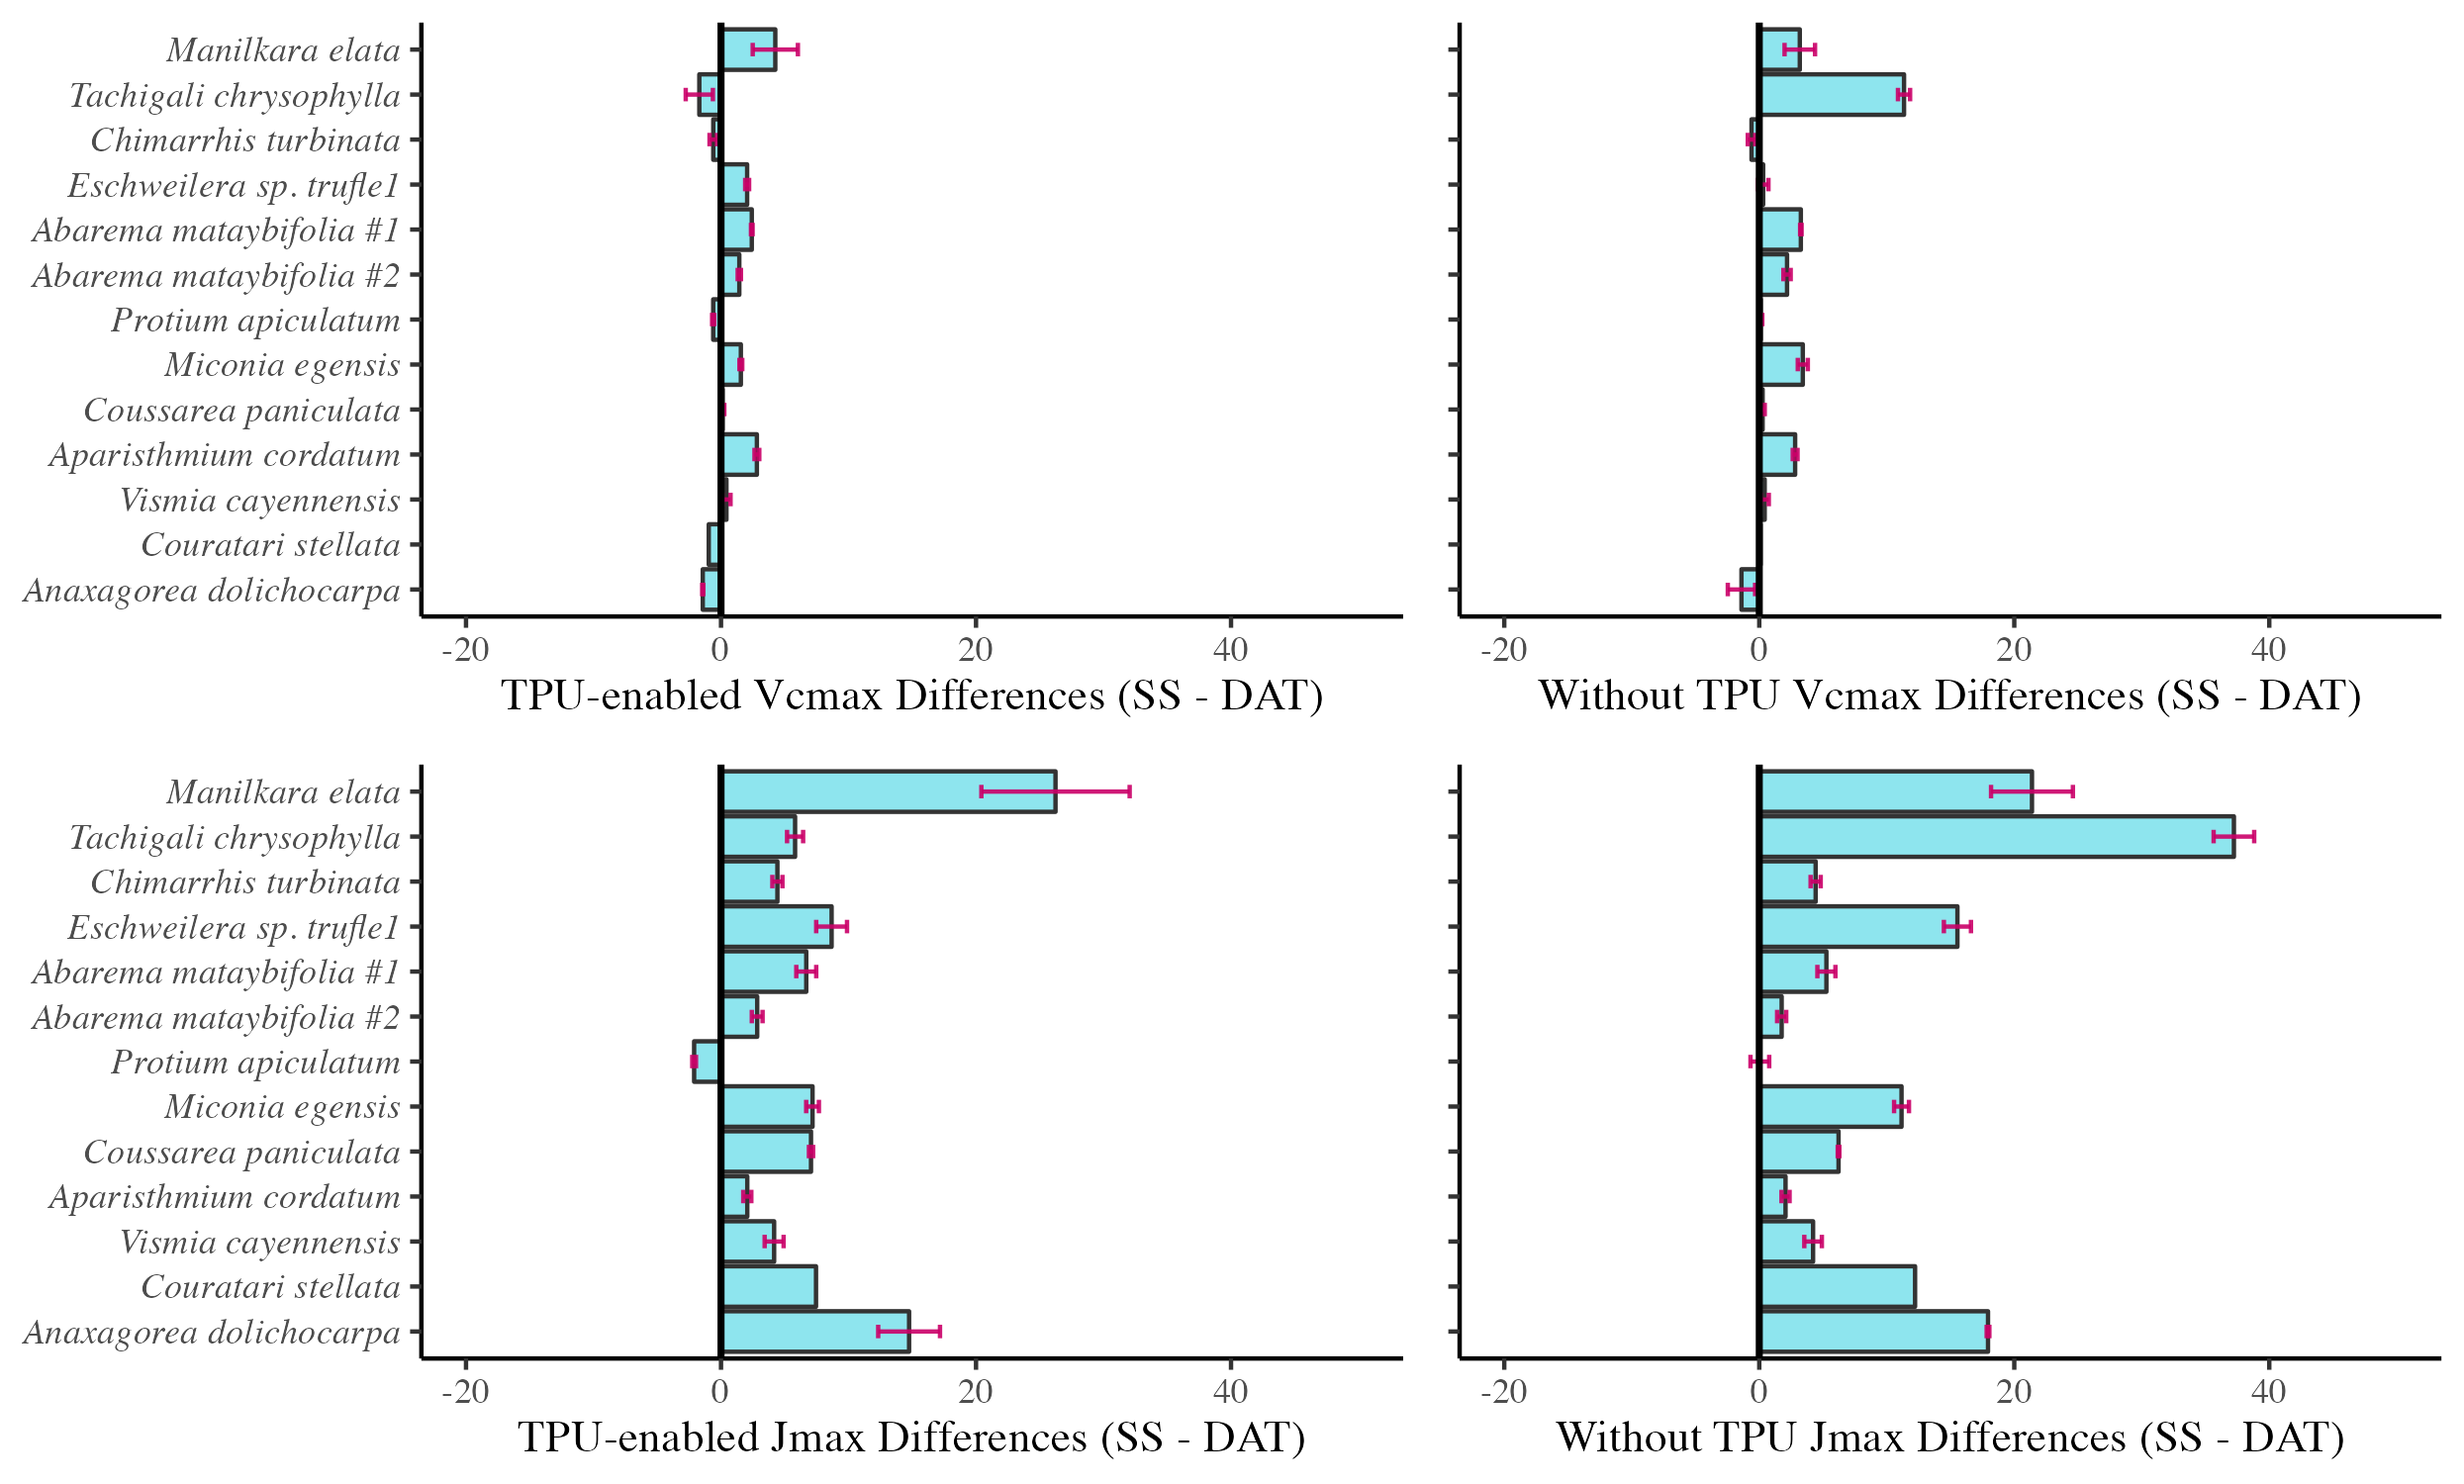 Manilkara elata
Tachigali chrysophylla
Chimarrhis turbinata
Eschweilera sp. trufle1
Abarema mataybifolia #1
Abarema mataybifolia #2
Protium apiculatum
Miconia egensis
Coussarea paniculata
Aparisthmium cordatum
Vismia cayennensis
Couratari stellata
Anaxagorea dolichocarpa
-20 0 20 40
TPU-enabled Vcmax Differences (SS - DAT)
-20 0 20 40
Without TPU Vcmax Differences (SS - DAT)
Manilkara elata
Tachigali chrysophylla
Chimarrhis turbinata
Eschweilera sp. trufle1
Abarema mataybifolia #1
Abarema mataybifolia #2
Protium apiculatum
Miconia egensis
Coussarea paniculata
Aparisthmium cordatum
Vismia cayennensis
Couratari stellata
Anaxagorea dolichocarpa
-20 0 20 40
TPU-enabled Jmax Differences (SS - DAT)
-20 0 20 40
Without TPU Jmax Differences (SS - DAT)